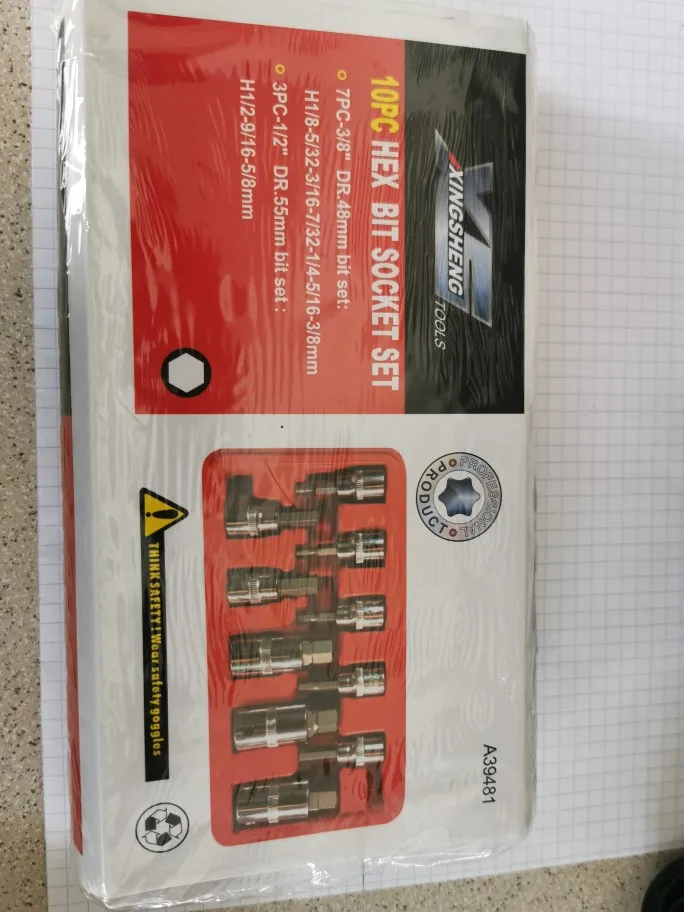 XINGSHENG
TOOLS
10PC HEX BIT SOCKET SET
7PC-3/8" DR.48mm bit set:
H1/8-5/32-3/16-7/32-1/4-5/16-3/8mm
3PC-1/2" DR.55mm bit set :
H1/2-9/16-5/8mm
PROFESSIONAL
PRODUCT
A39481
THINK SAFETY! Wear safety goggles